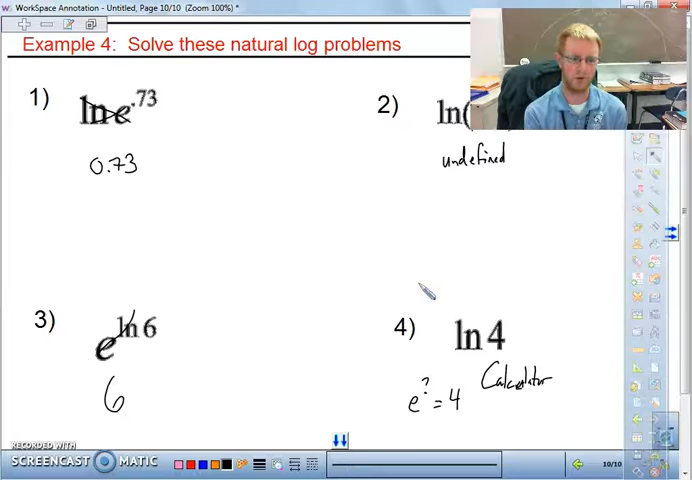 WorkSpace Annotation - Untitled, Page 10/10 (Zoom 100%) *
Example 4: Solve these natural log problems
1) ln e^.73
0.73
2) ln(
undefined
3) e^ln 6
6
4) ln 4
Calculator
e^? = 4
RECORDED WITH
SCREENCAST O MATIC
10/10